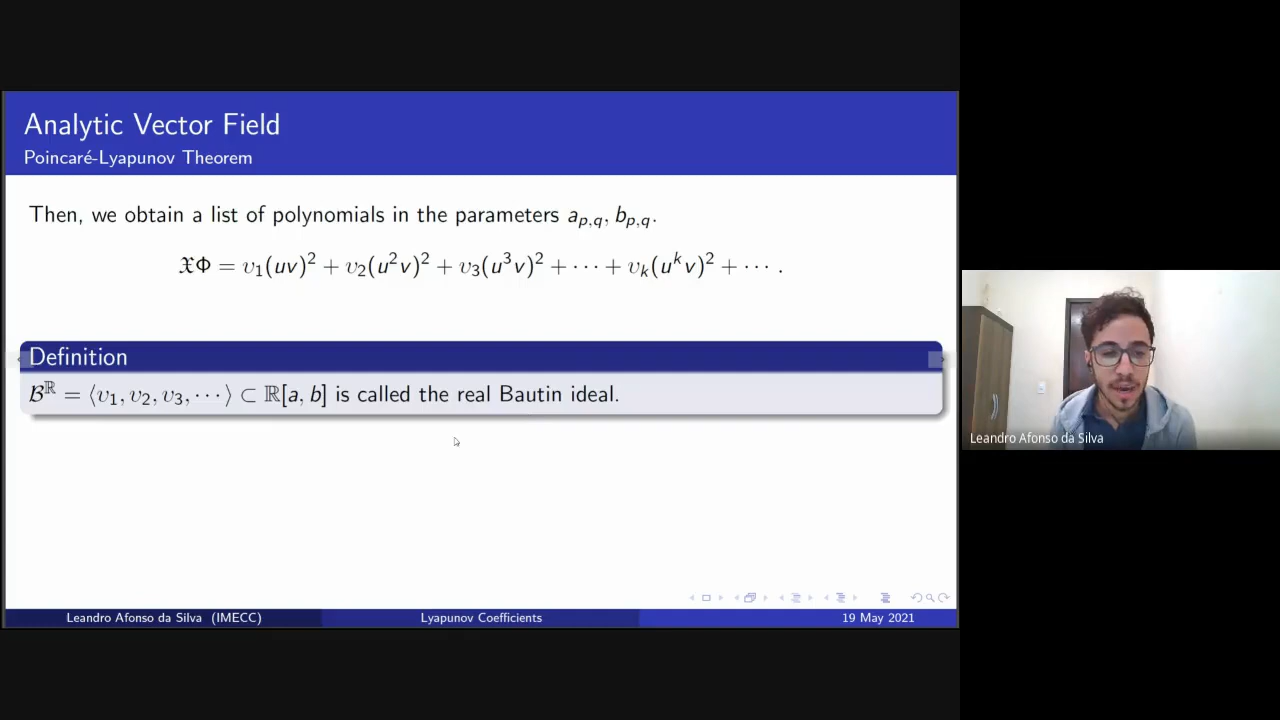 Analytic Vector Field
Poincaré-Lyapunov Theorem
Then, we obtain a list of polynomials in the parameters a_{p,q}, b_{p,q}.
𝔛Φ = υ₁(uv)² + υ₂(u²v)² + υ₃(u³v)² + ⋯ + υₖ(uᵏv)² + ⋯ .
Definition
ℬ^ℝ = ⟨υ₁, υ₂, υ₃, ⋯⟩ ⊂ ℝ[a, b] is called the real Bautin ideal.
Leandro Afonso da Silva
Leandro Afonso da Silva (IMECC)
Lyapunov Coefficients
19 May 2021